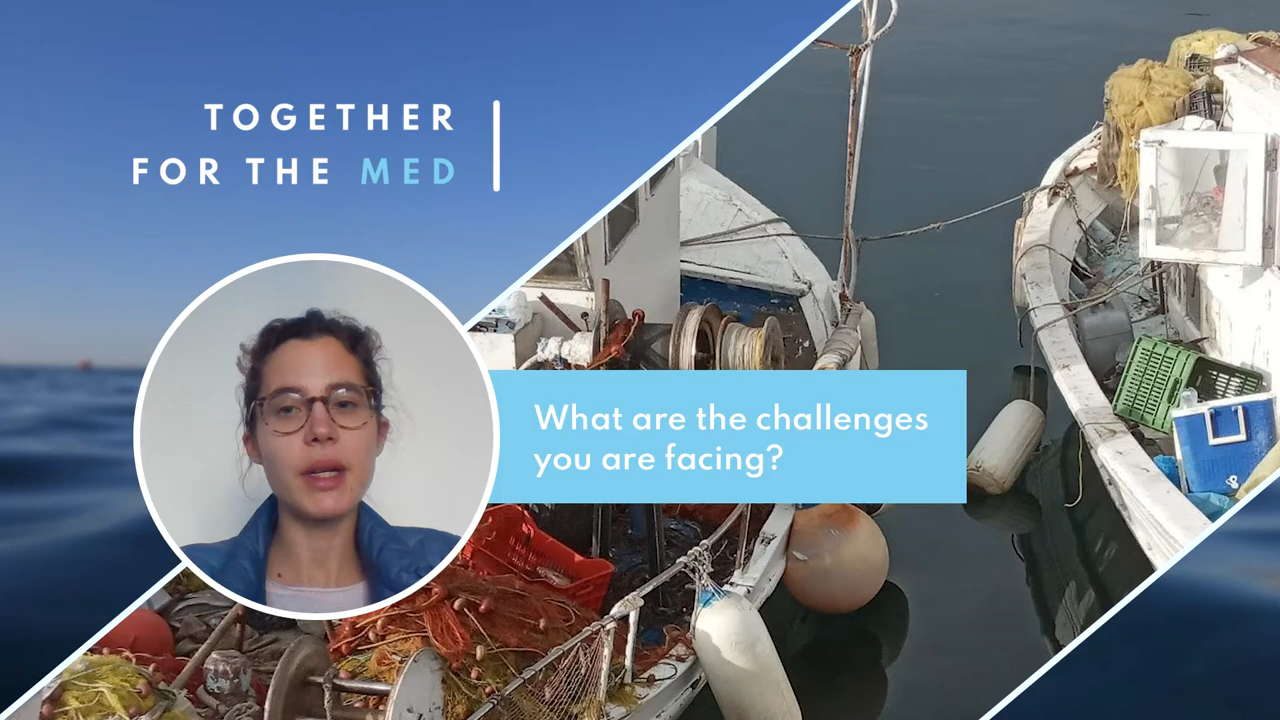 TOGETHER
FOR THE MED
What are the challenges
you are facing?